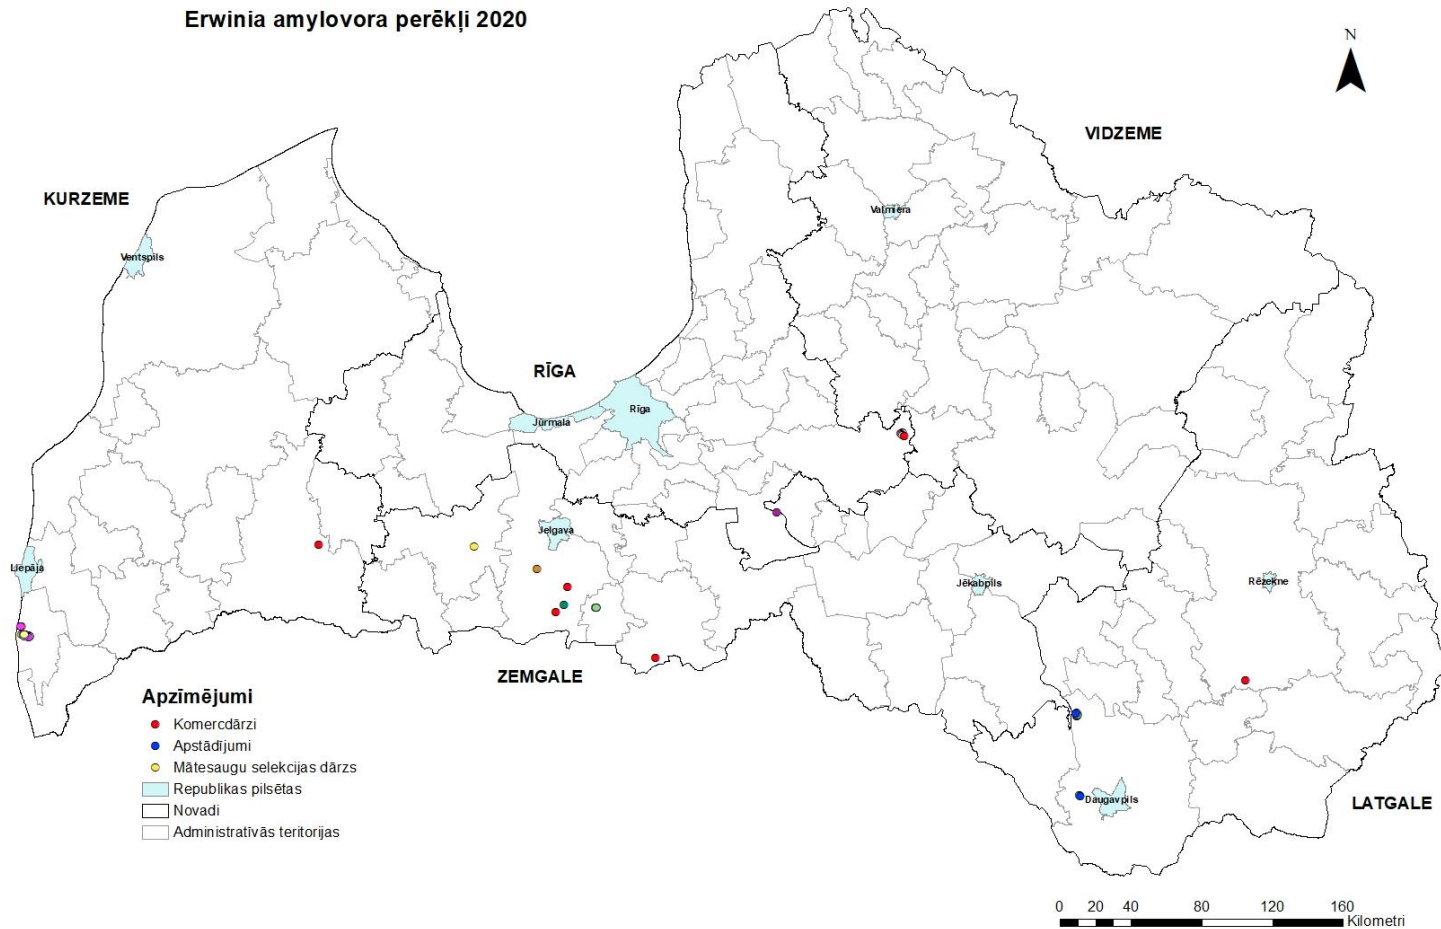 Erwinia amylovora perēkļi 2020
N
VIDZEME
KURZEME
Valmiera
Ventspils
RĪGA
Rīga
Jūrmala
Jelgava
Liepāja
Jēkabpils
Rēzekne
ZEMGALE
Apzīmējumi
Komercdārzi
Apstādījumi
Mātesaugu selekcijas dārzs
Republikas pilsētas
Novadi
Administratīvās teritorijas
Daugavpils
LATGALE
0 20 40 80 120 160
Kilometri